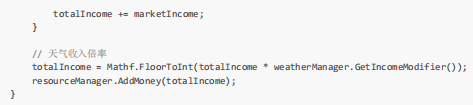 totalIncome += marketIncome;
}
// 天气收入倍率
totalIncome = Mathf.FloorToInt(totalIncome * weatherManager.GetIncomeModifier());
resourceManager.AddMoney(totalIncome);
}